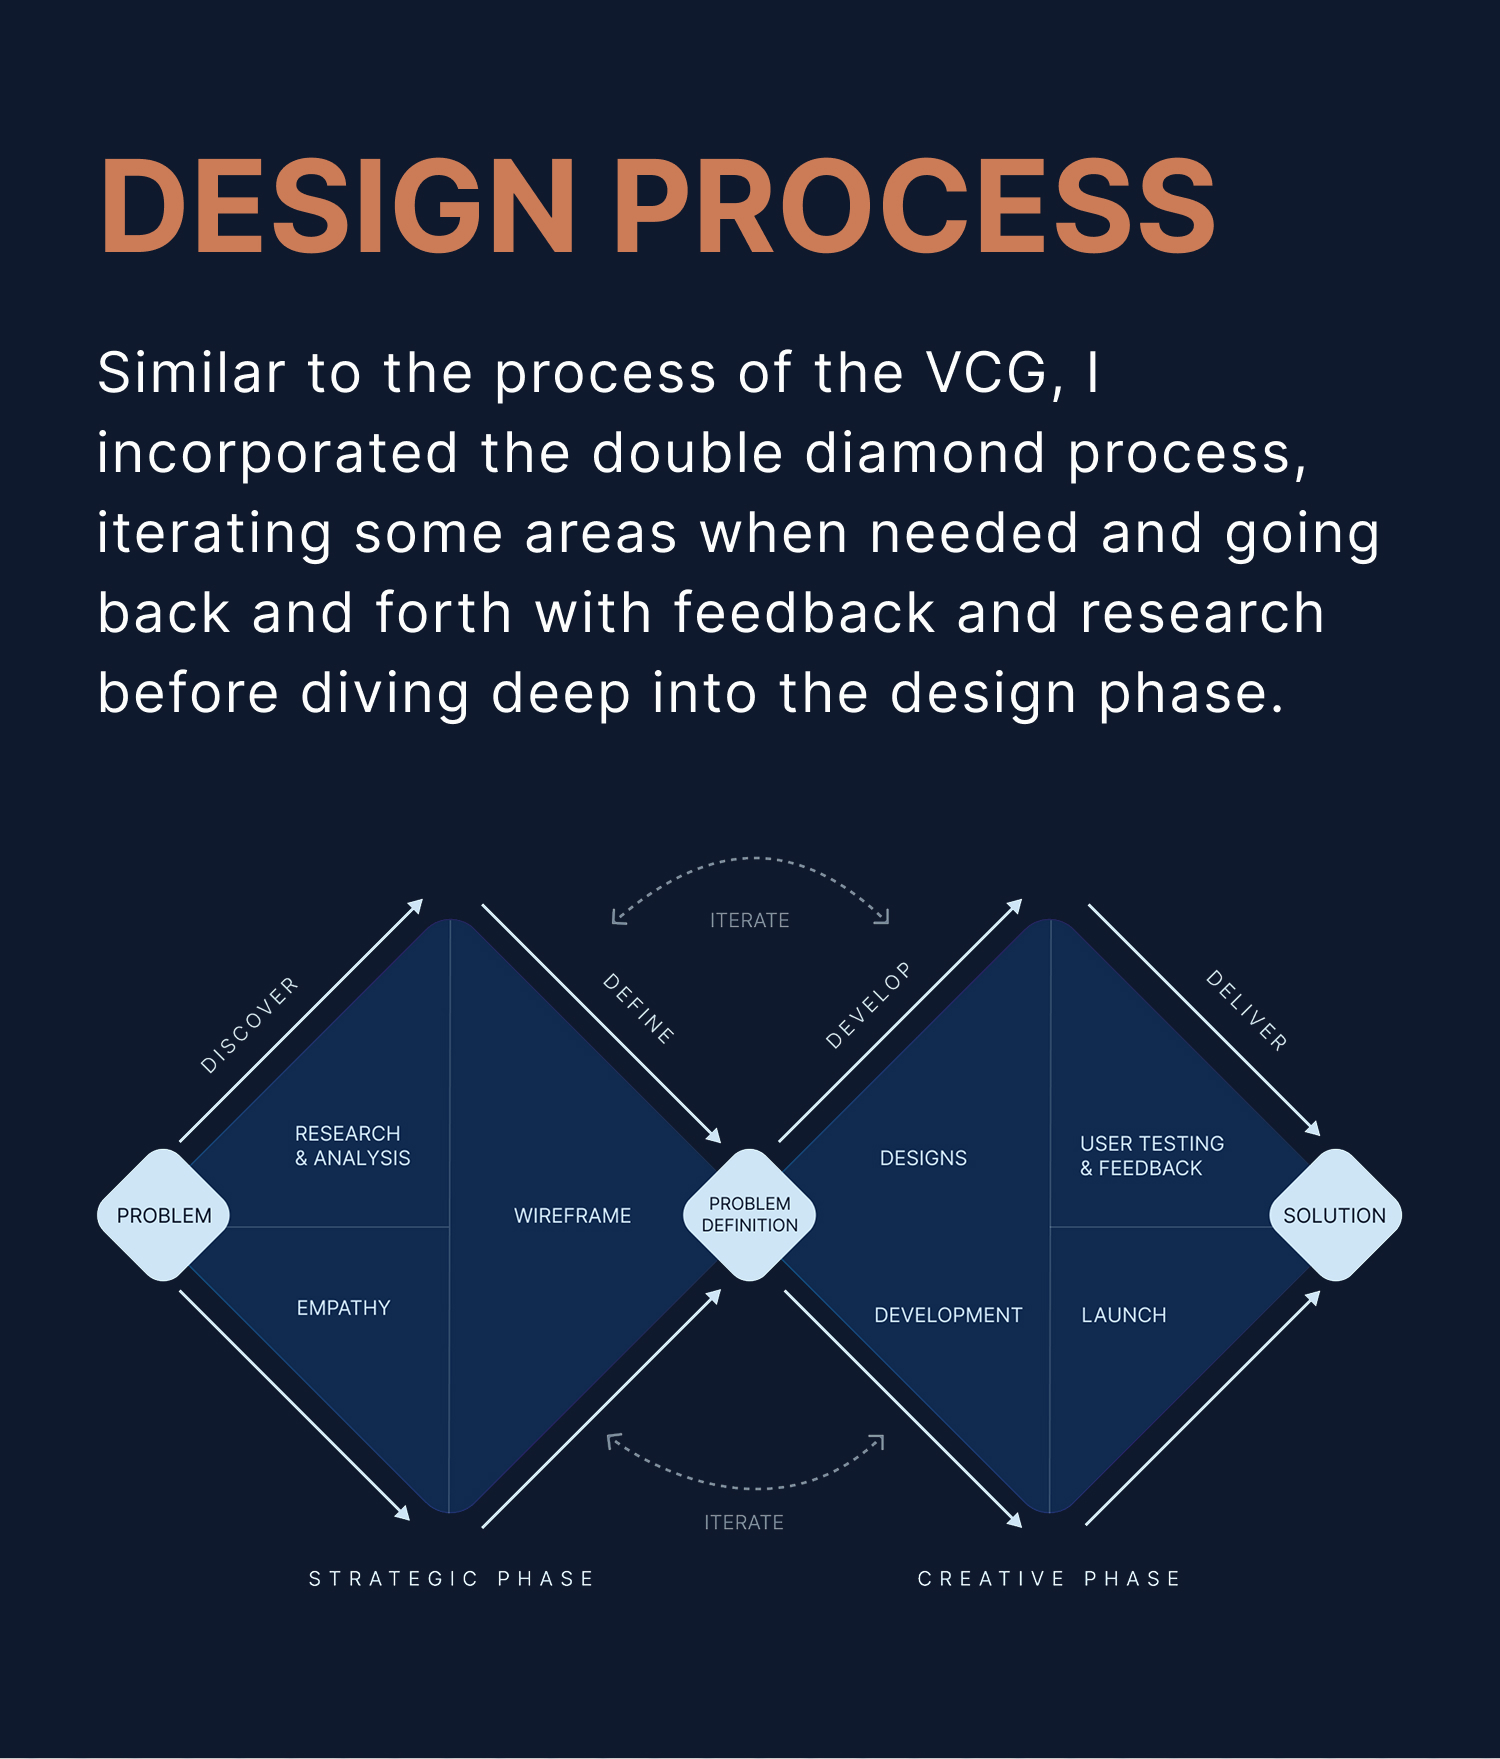 DESIGN PROCESS
Similar to the process of the VCG, I
incorporated the double diamond process,
iterating some areas when needed and going
back and forth with feedback and research
before diving deep into the design phase.
ITERATE
DISCOVER
DEFINE
DEVELOP
DELIVER
RESEARCH
& ANALYSIS
DESIGNS
USER TESTING
& FEEDBACK
PROBLEM
WIREFRAME
PROBLEM
DEFINITION
SOLUTION
EMPATHY
DEVELOPMENT
LAUNCH
ITERATE
STRATEGIC PHASE
CREATIVE PHASE